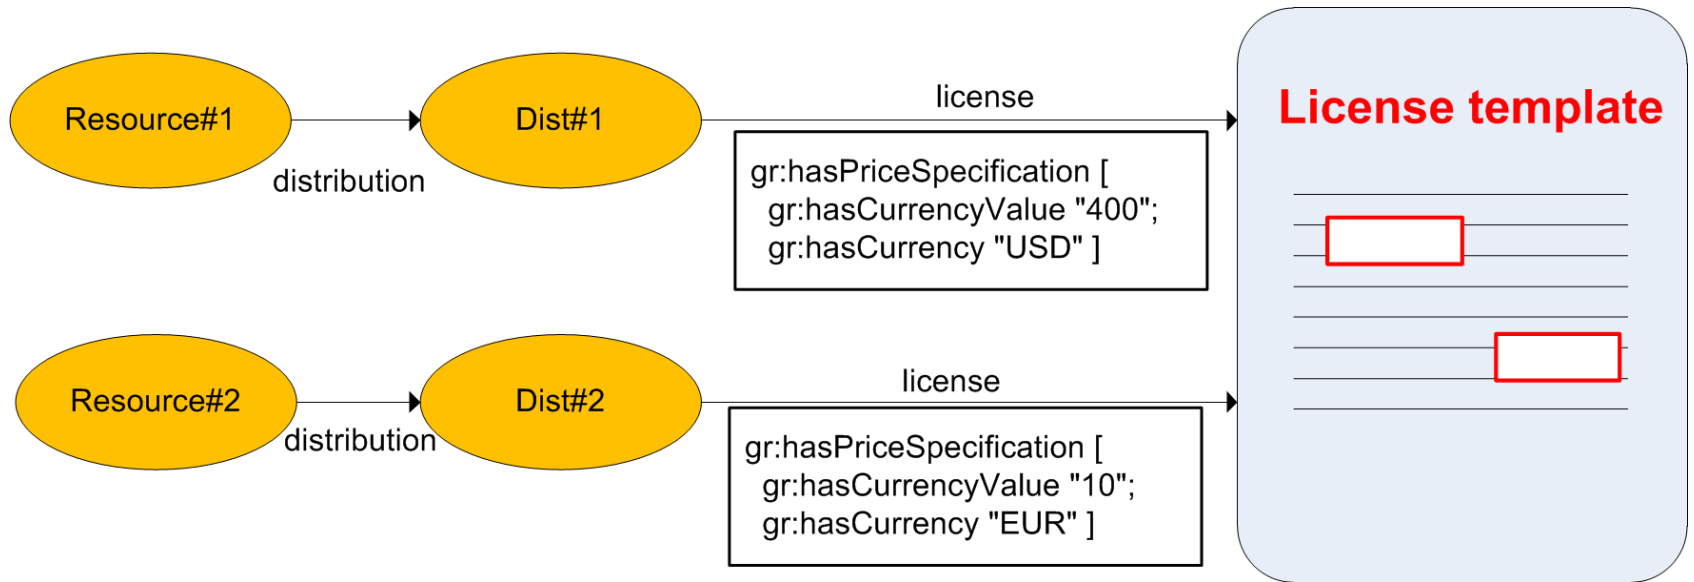 Resource#1
distribution
Dist#1
license
gr:hasPriceSpecification [
gr:hasCurrencyValue "400";
gr:hasCurrency "USD" ]
License template
Resource#2
distribution
Dist#2
license
gr:hasPriceSpecification [
gr:hasCurrencyValue "10";
gr:hasCurrency "EUR" ]